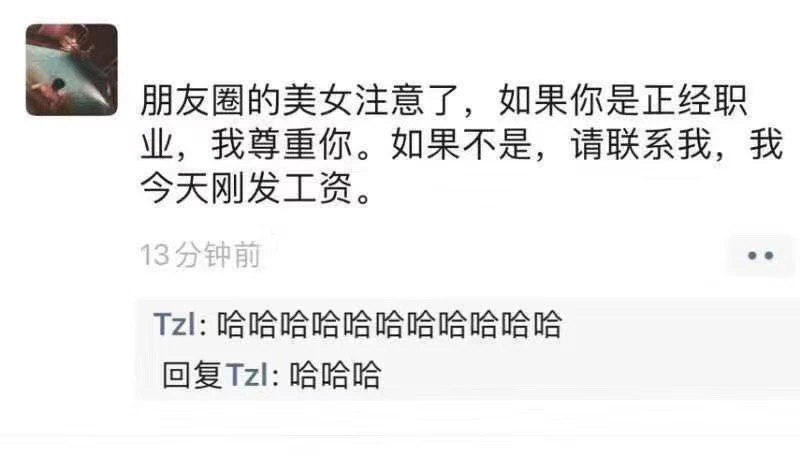 朋友圈的美女注意了，如果你是正经职
业，我尊重你。如果不是，请联系我，我
今天刚发工资。
13分钟前
Tzl: 哈哈哈哈哈哈哈哈哈哈哈
回复Tzl: 哈哈哈